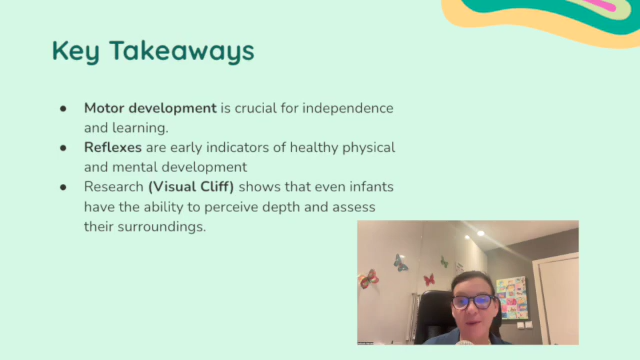 Key Takeaways
● Motor development is crucial for independence
and learning.
● Reflexes are early indicators of healthy physical
and mental development
● Research (Visual Cliff) shows that even infants
have the ability to perceive depth and assess
their surroundings.